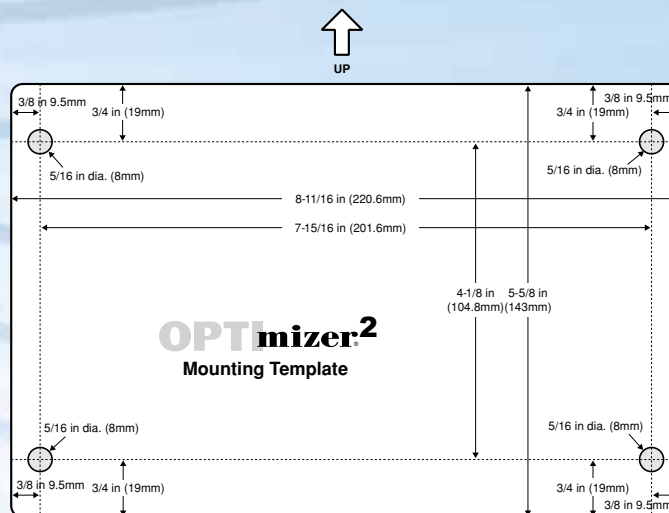 UP
3/8 in 9.5mm
3/4 in (19mm)
3/4 in (19mm)
3/8 in 9.5mm
5/16 in dia. (8mm)
5/16 in dia. (8mm)
8-11/16 in (220.6mm)
7-15/16 in (201.6mm)
4-1/8 in
(104.8mm)
5-5/8 in
(143mm)
OPTImizer.2
Mounting Template
5/16 in dia. (8mm)
5/16 in dia. (8mm)
3/8 in 9.5mm
3/4 in (19mm)
3/4 in (19mm)
3/8 in 9.5mm